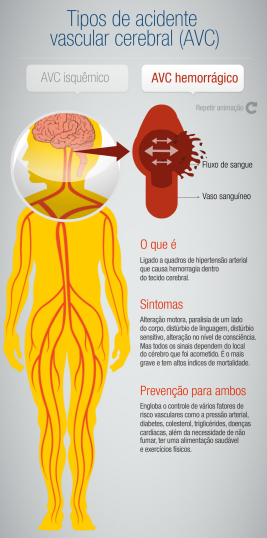 Tipos de acidente
vascular cerebral (AVC)
AVC isquêmico
AVC hemorrágico
Repetir animação
Fluxo de sangue
Vaso sanguíneo
O que é
Ligado a quadros de hipertensão arterial
que causa hemorragia dentro
do tecido cerebral.
Sintomas
Alteração motora, paralisia de um lado
do corpo, distúrbio de linguagem, distúrbio
sensitivo, alteração no nível de consciência.
Mas todos os sinais dependem do local
do cérebro que foi acometido. É o mais
grave e tem altos índices de mortalidade.
Prevenção para ambos
Engloba o controle de vários fatores de
risco vasculares como a pressão arterial,
diabetes, colesterol, triglicérides, doenças
cardíacas, além da necessidade de não
fumar, ter uma alimentação saudável
e exercícios físicos.